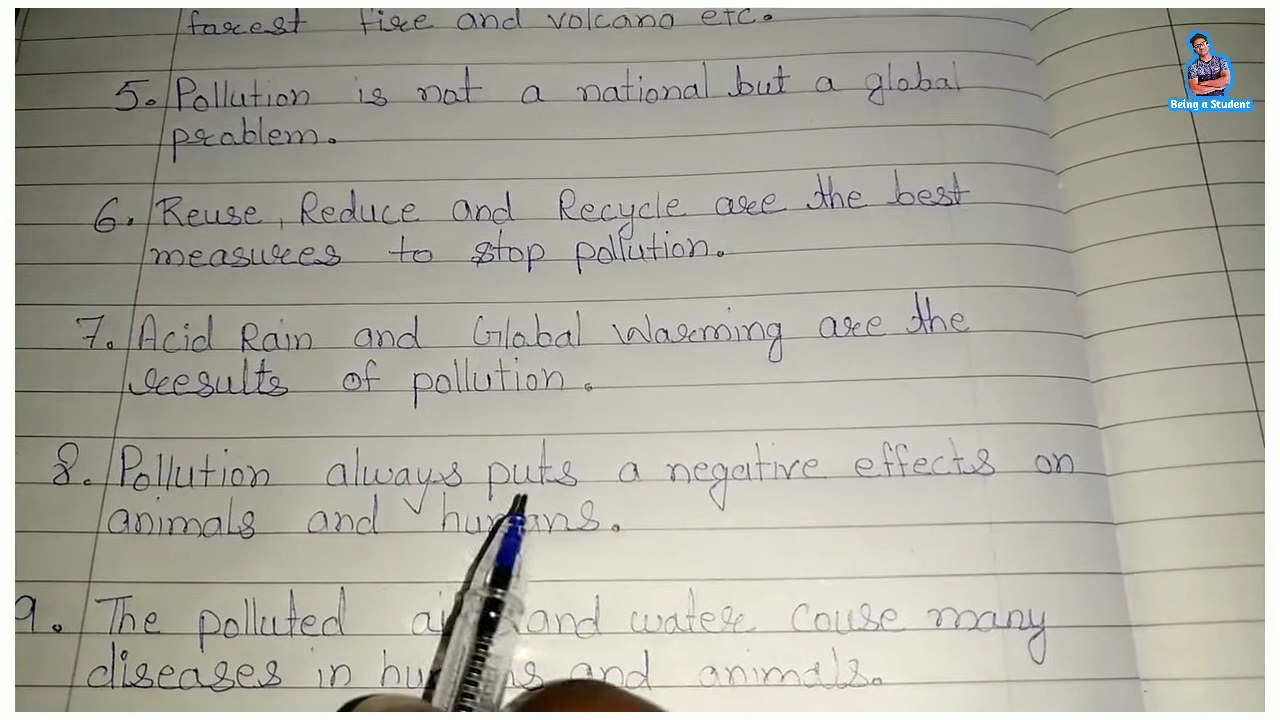 forest fire and volcano etc.
5. Pollution is not a national but a global
problem.
6. Reuse, Reduce and Recycle are the best
measures to stop pollution.
7. Acid Rain and Global Warming are the
results of pollution.
8. Pollution always puts a negative effects on
animals and humans.
9. The polluted and water couse many
diseases in and animals.
Being a Student